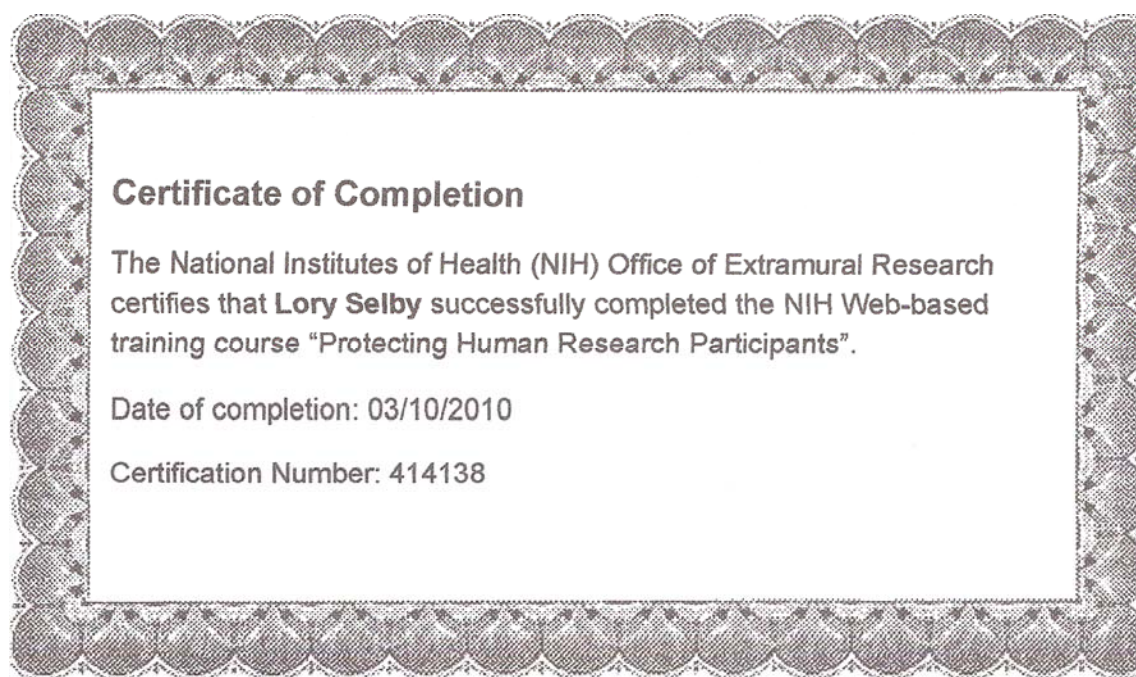 Certificate of Completion
The National Institutes of Health (NIH) Office of Extramural Research
certifies that Lory Selby successfully completed the NIH Web-based
training course “Protecting Human Research Participants”.
Date of completion: 03/10/2010
Certification Number: 414138